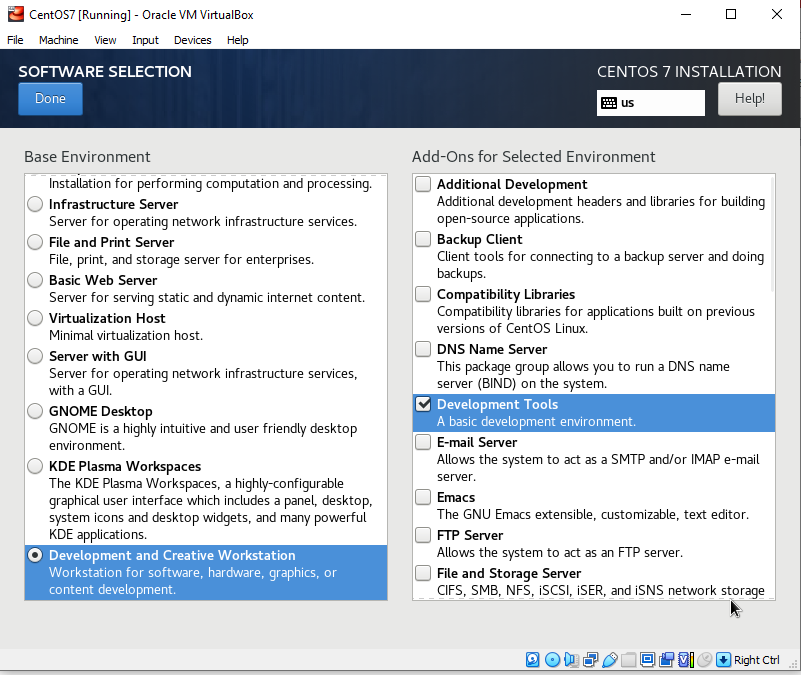 CentOS7 [Running] - Oracle VM VirtualBox
File Machine View Input Devices Help
SOFTWARE SELECTION
Done
CENTOS 7 INSTALLATION
us
Help!
Base Environment
Installation for performing computation and processing.
Infrastructure Server
Server for operating network infrastructure services.
File and Print Server
File, print, and storage server for enterprises.
Basic Web Server
Server for serving static and dynamic internet content.
Virtualization Host
Minimal virtualization host.
Server with GUI
Server for operating network infrastructure services,
with a GUI.
GNOME Desktop
GNOME is a highly intuitive and user friendly desktop
environment.
KDE Plasma Workspaces
The KDE Plasma Workspaces, a highly-configurable
graphical user interface which includes a panel, desktop,
system icons and desktop widgets, and many powerful
KDE applications.
Development and Creative Workstation
Workstation for software, hardware, graphics, or
content development.
Add-Ons for Selected Environment
Additional Development
Additional development headers and libraries for building
open-source applications.
Backup Client
Client tools for connecting to a backup server and doing
backups.
Compatibility Libraries
Compatibility libraries for applications built on previous
versions of CentOS Linux.
DNS Name Server
This package group allows you to run a DNS name
server (BIND) on the system.
Development Tools
A basic development environment.
E-mail Server
Allows the system to act as a SMTP and/or IMAP e-mail
server.
Emacs
The GNU Emacs extensible, customizable, text editor.
FTP Server
Allows the system to act as an FTP server.
File and Storage Server
CIFS, SMB, NFS, iSCSI, iSER, and iSNS network storage
Right Ctrl